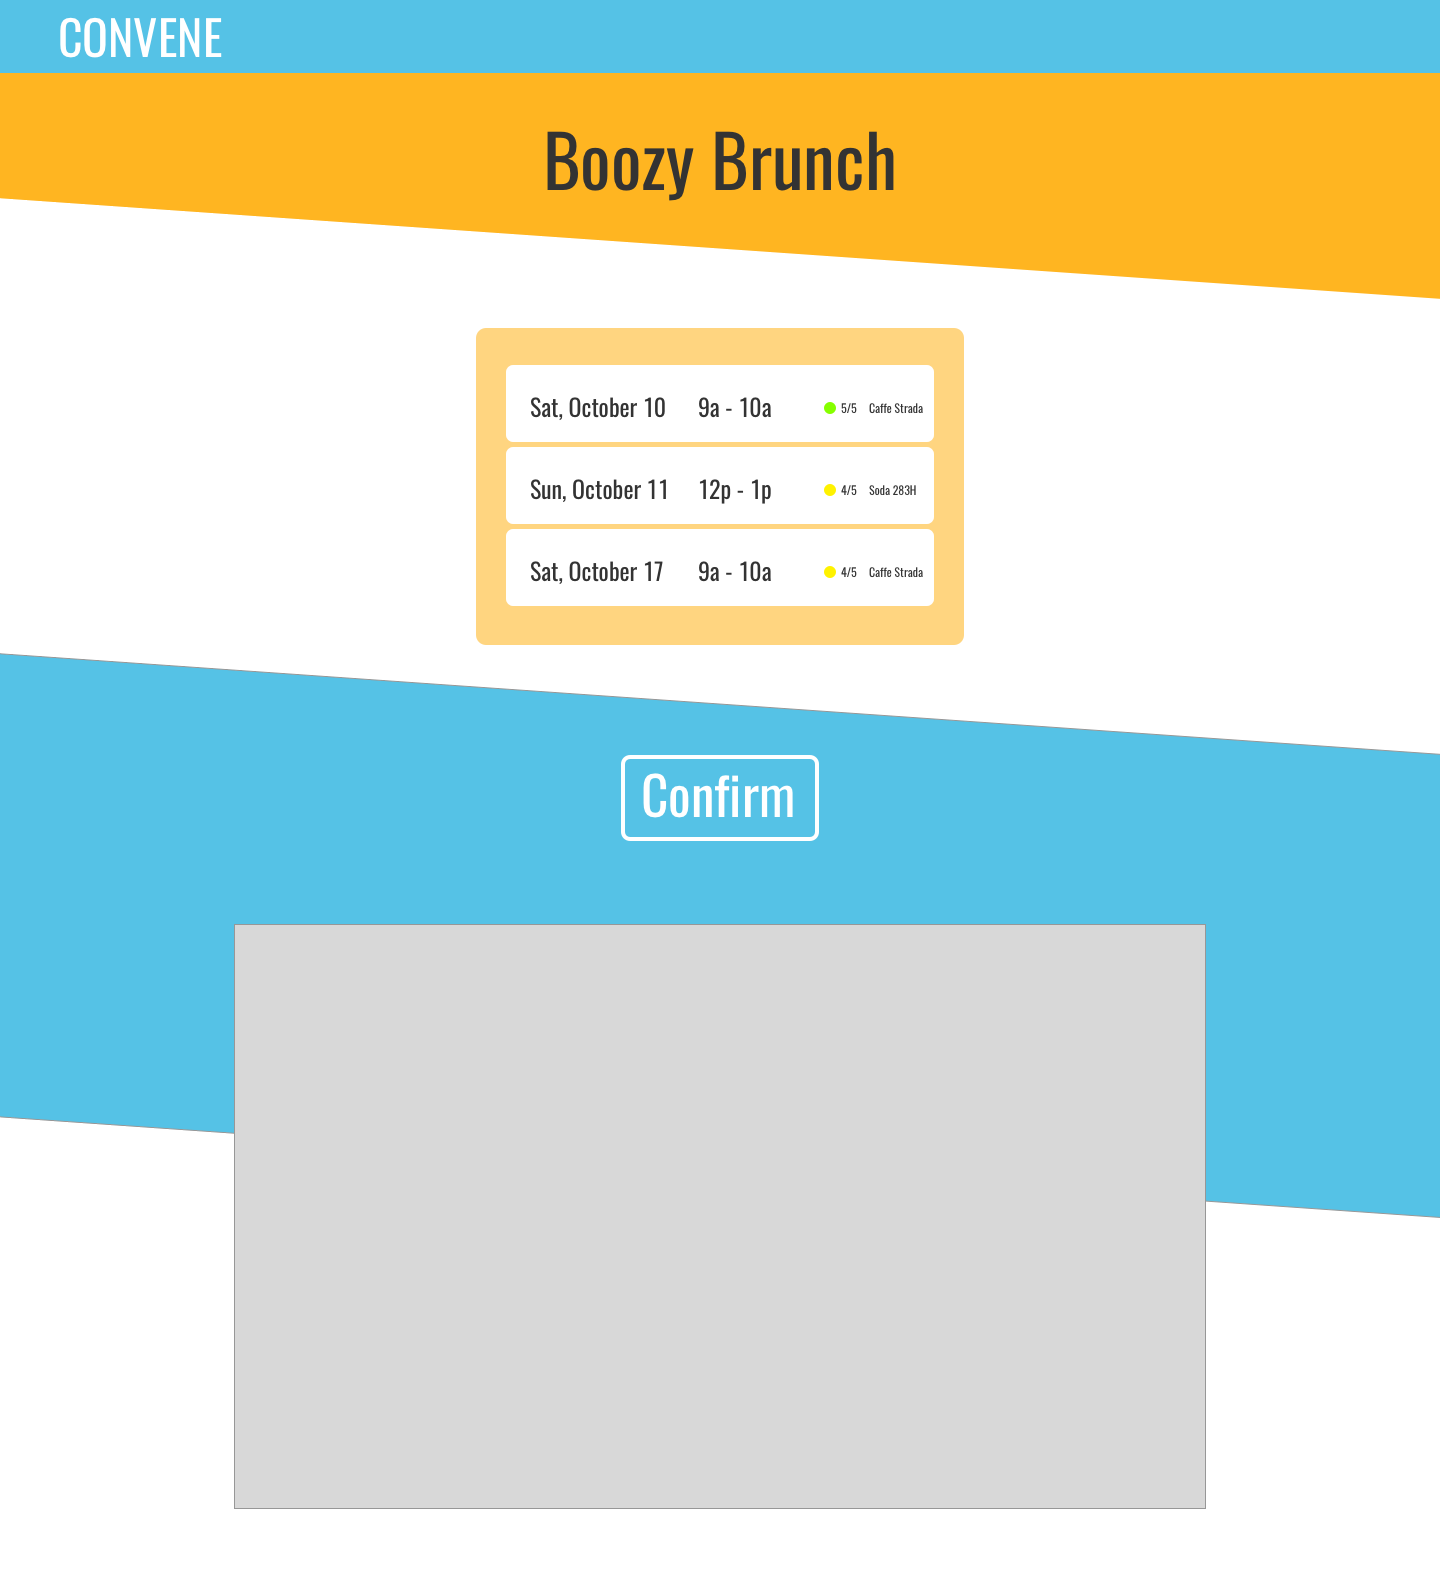 CONVENE
Boozy Brunch
Sat, October 10 9a - 10a 5/5 Caffe Strada
Sun, October 11 12p - 1p 4/5 Soda 283H
Sat, October 17 9a - 10a 4/5 Caffe Strada
Confirm